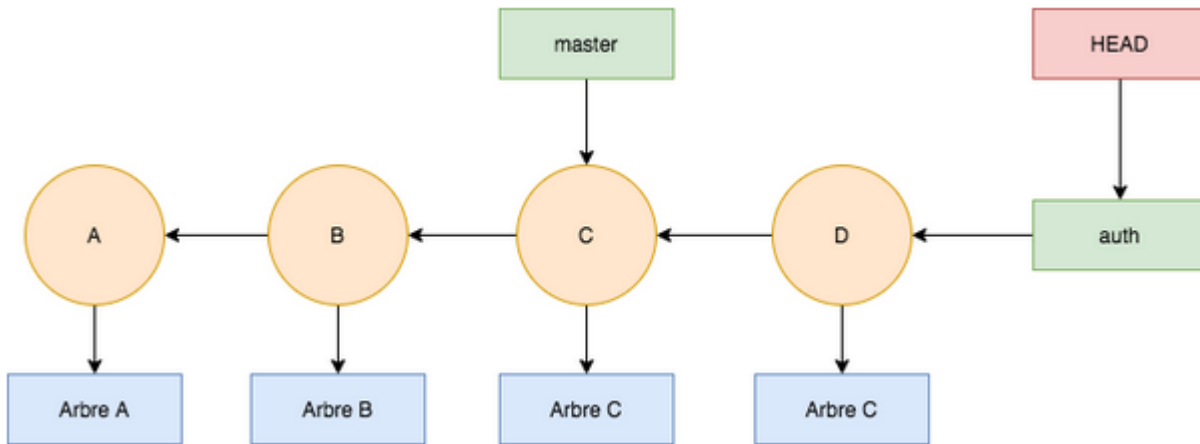 master
HEAD
A
B
C
D
auth
Arbre A
Arbre B
Arbre C
Arbre C